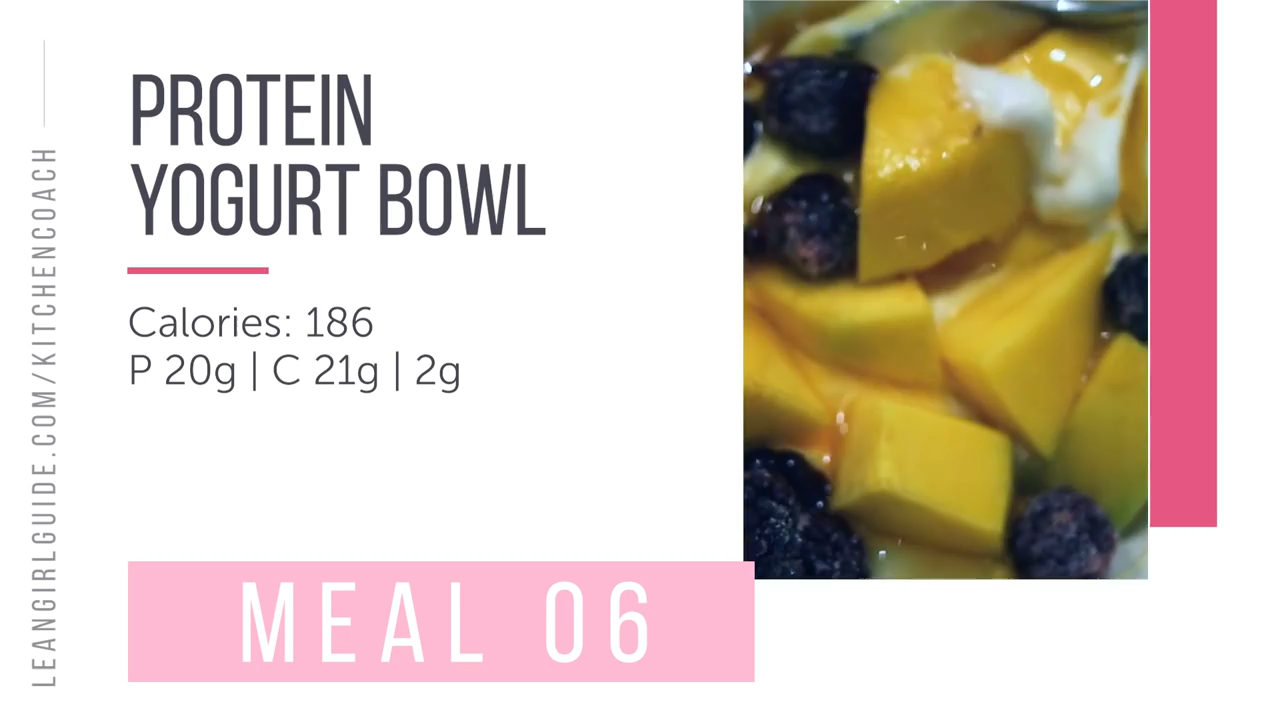 PROTEIN
YOGURT BOWL
Calories: 186
P 20g | C 21g | 2g
MEAL 06
LEANGIRLGUIDE.COM/KITCHENCOACH